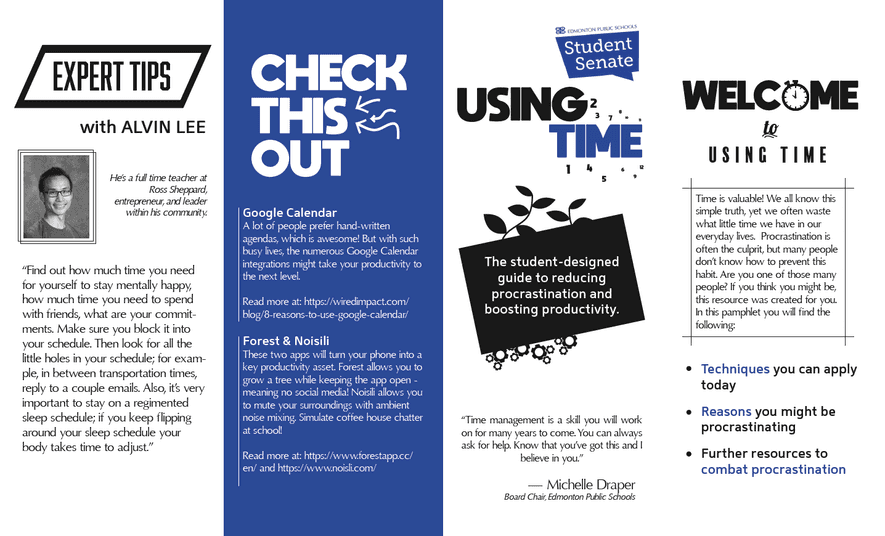 EXPERT TIPS
with ALVIN LEE
He's a full time teacher at
Ross Sheppard,
entrepreneur, and leader
within his community.
“Find out how much time you need
for yourself to stay mentally happy,
how much time you need to spend
with friends, what are your commit-
ments. Make sure you block it into
your schedule. Then look for all the
little holes in your schedule; for exam-
ple, in between transportation times,
reply to a couple emails. Also, it's very
important to stay on a regimented
sleep schedule; if you keep flipping
around your sleep schedule your
body takes time to adjust.”
CHECK
THIS
OUT
Google Calendar
A lot of people prefer hand-written
agendas, which is awesome! But with such
busy lives, the numerous Google Calendar
integrations might take your productivity to
the next level.
Read more at: https://wiredimpact.com/
blog/8-reasons-to-use-google-calendar/
Forest & Noisili
These two apps will turn your phone into a
key productivity asset. Forest allows you to
grow a tree while keeping the app open -
meaning no social media! Noisili allows you
to mute your surroundings with ambient
noise mixing. Simulate coffee house chatter
at school!
Read more at: https://www.forestapp.cc/
en/ and https://www.noisli.com/
EDMONTON PUBLIC SCHOOLS
Student
Senate
USING
2
3 7 8 9
TIME
1 4 5 6 9 12
The student-designed
guide to reducing
procrastination and
boosting productivity.
“Time management is a skill you will work
on for many years to come. You can always
ask for help. Know that you've got this and I
believe in you.”
— Michelle Draper
Board Chair, Edmonton Public Schools
WELCOME
to
USING TIME
Time is valuable! We all know this
simple truth, yet we often waste
what little time we have in our
everyday lives. Procrastination is
often the culprit, but many people
don't know how to prevent this
habit. Are you one of those many
people? If you think you might be,
this resource was created for you.
In this pamphlet you will find the
following:
• Techniques you can apply
today
• Reasons you might be
procrastinating
• Further resources to
combat procrastination